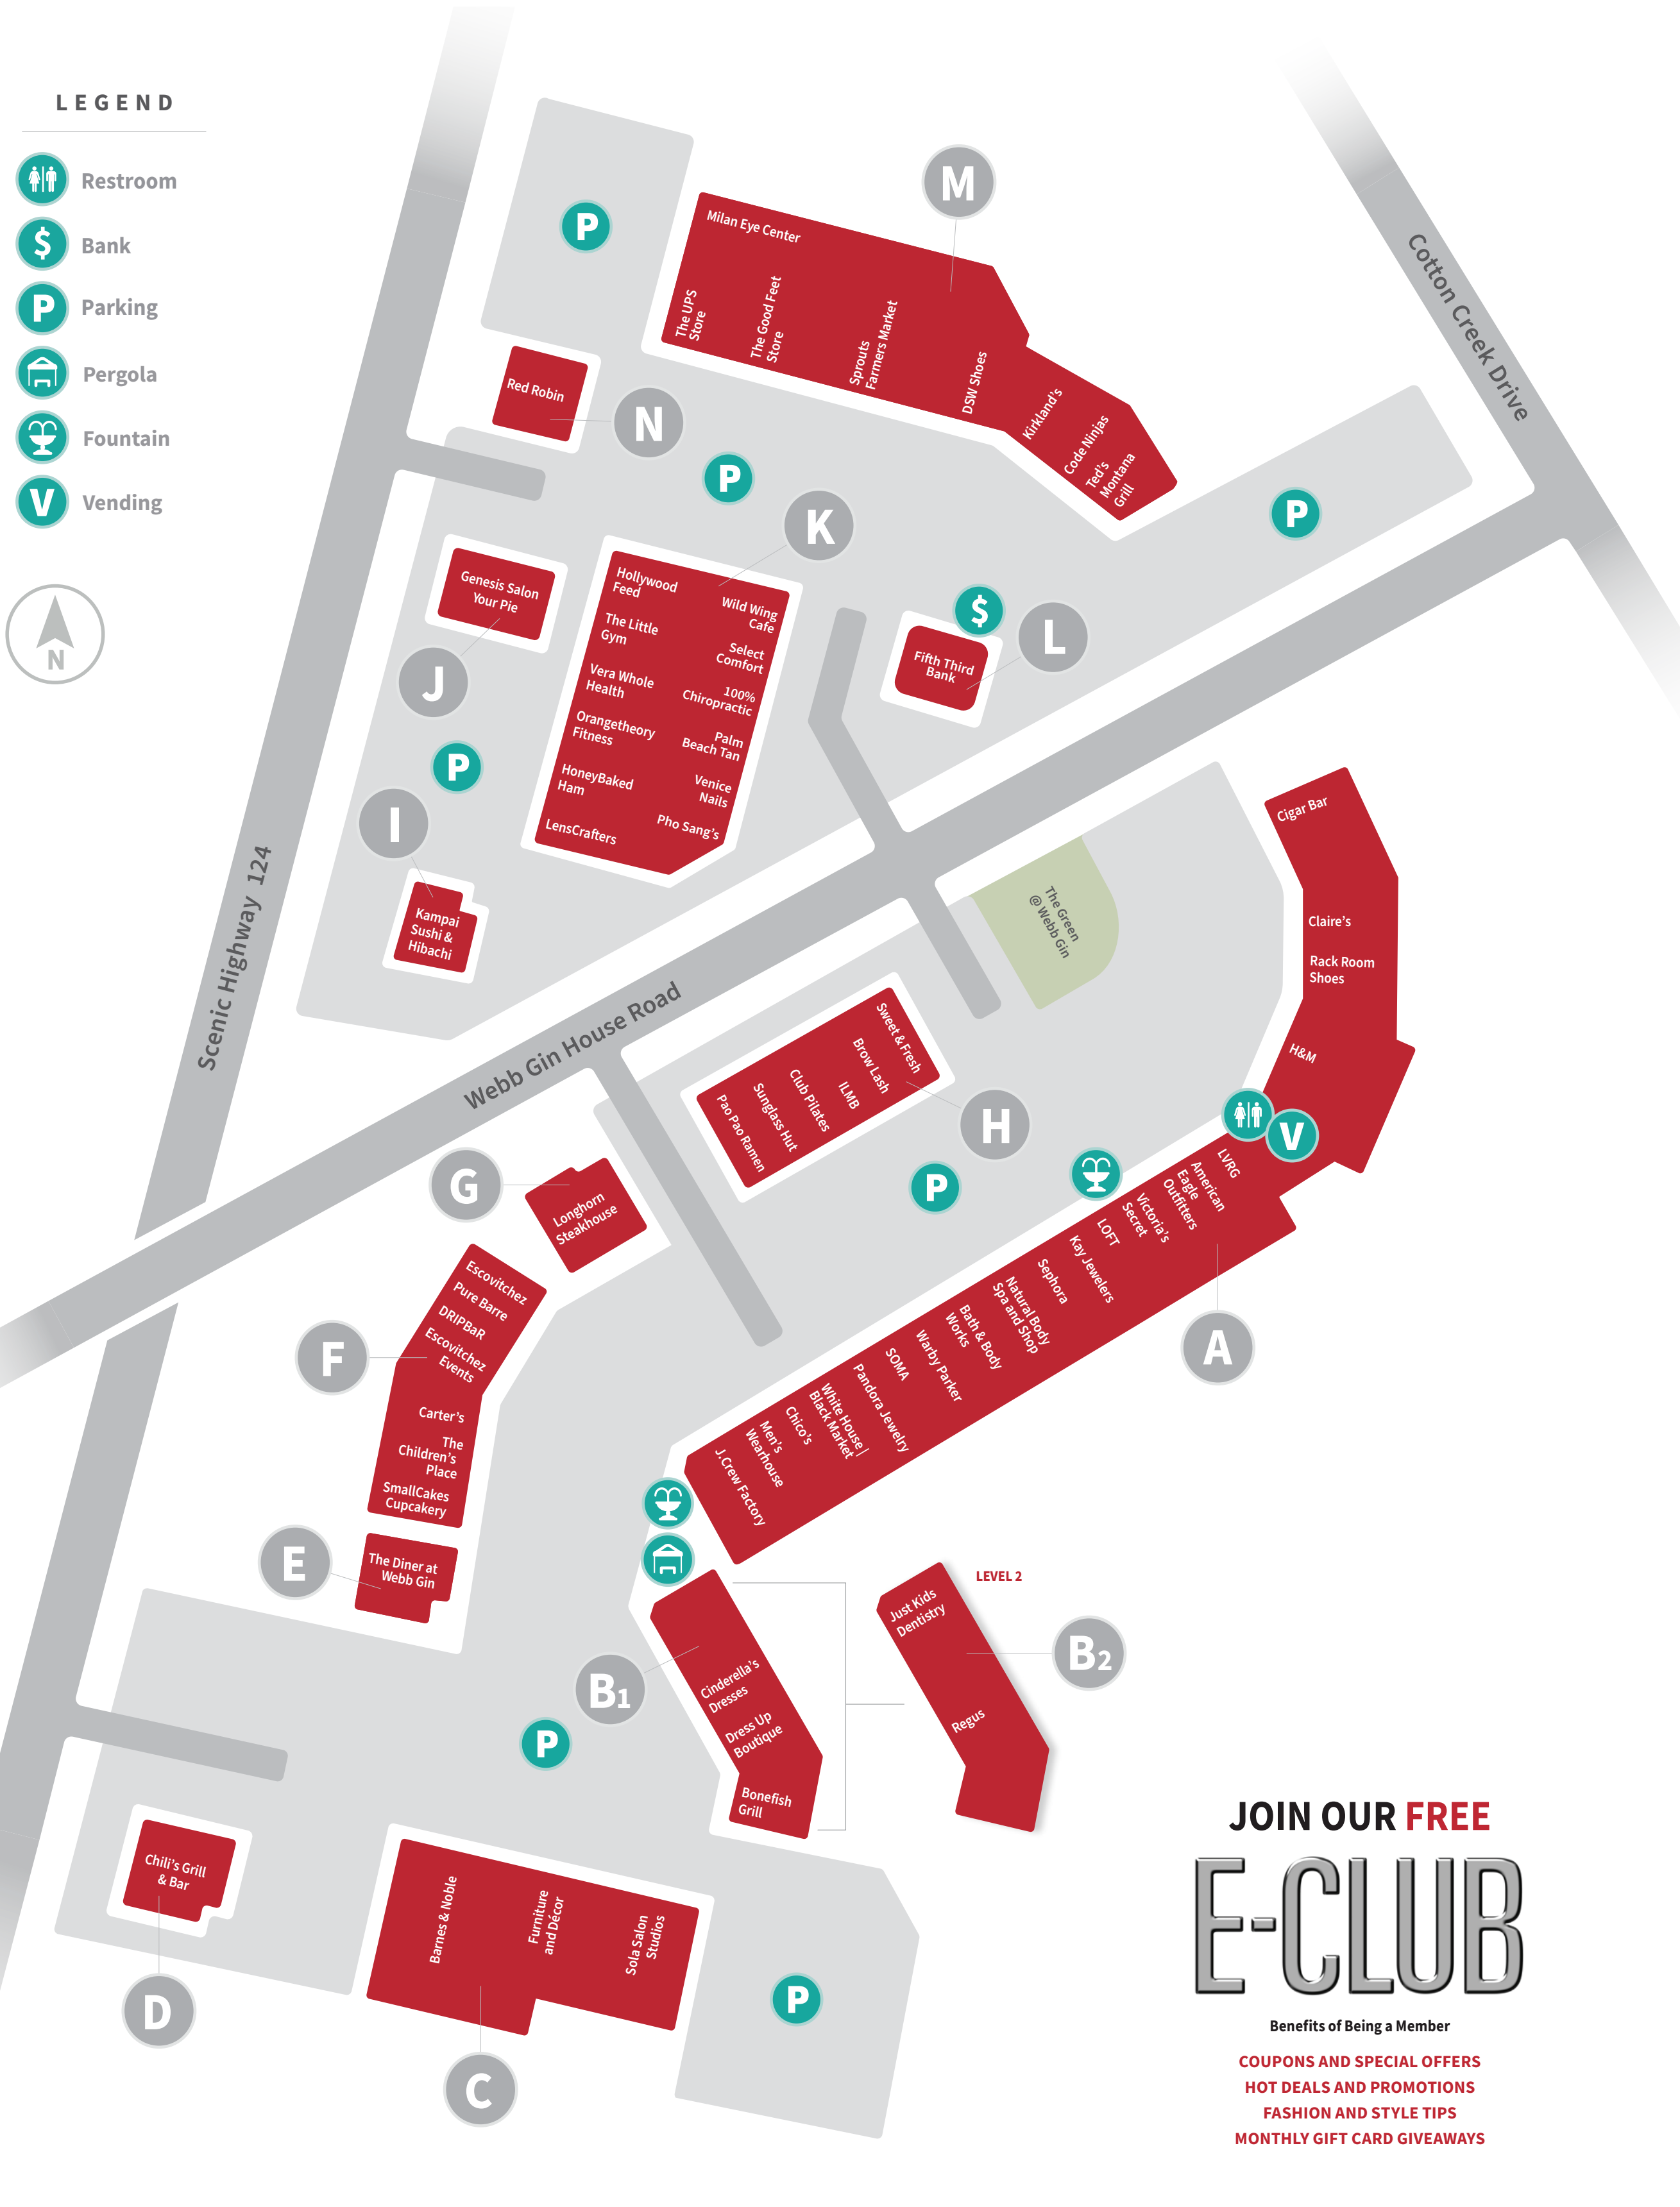 LEGEND
Restroom
$
Bank
P
Parking
Pergola
Fountain
V
Vending
N
Scenic Highway 124
Webb Gin House Road
Cotton Creek Drive
P
M
Milan Eye Center
The UPS
Store
The Good Feet
Store
Sprouts
Farmers Market
DSW Shoes
Kirkland's
Code Ninjas
Ted's
Montana
Grill
Red Robin
N
P
P
K
Hollywood
Feed
The Little
Gym
Vera Whole
Health
Orangetheory
Fitness
HoneyBaked
Ham
LensCrafters
Wild Wing
Cafe
Select
Comfort
100%
Chiropractic
Palm
Beach Tan
Venice
Nails
Pho Sang's
Genesis Salon
Your Pie
J
P
I
Kampai
Sushi &
Hibachi
$
L
Fifth Third
Bank
The Green
@ Webb Gin
Cigar Bar
Claire's
Rack Room
Shoes
H&M
V
LVRG
American
Eagle
Outfitters
Victoria's
Secret
LOFT
Kay Jewelers
Sephora
Natural Body
Spa and Shop
Bath & Body
Works
Warby Parker
SOMA
Pandora Jewelry
White House |
Black Market
Chico's
Men's
Wearhouse
J. Crew Factory
A
Pao Pao Ramen
Sunglass Hut
Club Pilates
ILMB
Brow Lash
Sweet & Fresh
H
P
G
Longhorn
Steakhouse
F
Escovitchez
Pure Barre
DRIPBaR
Escovitchez
Events
Carter's
The
Children's
Place
SmallCakes
Cupcakery
E
The Diner at
Webb Gin
B1
Cinderella's
Dresses
Dress Up
Boutique
Bonefish
Grill
LEVEL 2
Just Kids
Dentistry
Regus
B2
P
Chili's Grill
& Bar
D
Barnes & Noble
Furniture
and Décor
Sola Salon
Studios
C
P
JOIN OUR FREE
E-CLUB
Benefits of Being a Member
COUPONS AND SPECIAL OFFERS
HOT DEALS AND PROMOTIONS
FASHION AND STYLE TIPS
MONTHLY GIFT CARD GIVEAWAYS